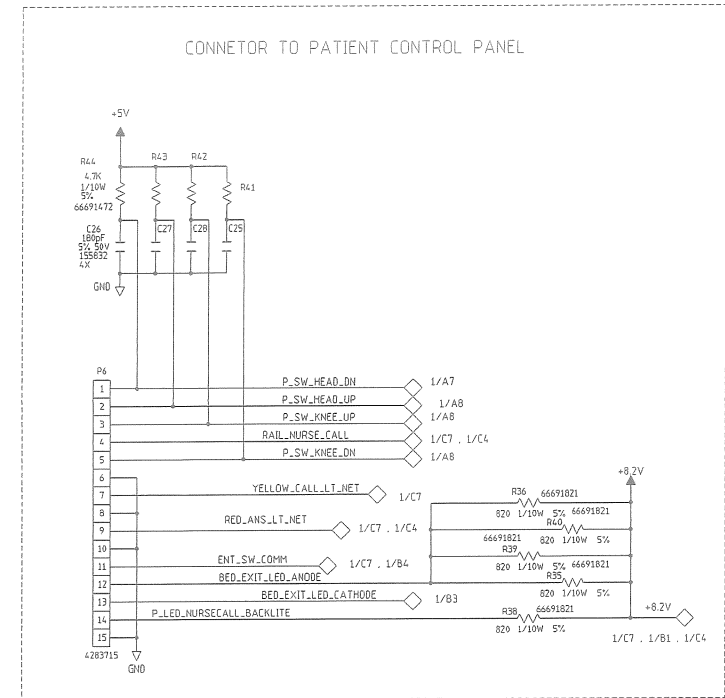 CONNETOR TO PATIENT CONTROL PANEL
+5V
R44
R43
R42
R41
4.7K
1/10W
5%
66691472
C26
180pF
5% 50V
155832
4X
C27
C28
C25
GND
P6
1
P_SW_HEAD_DN
1/A7
2
P_SW_HEAD_UP
1/A8
3
P_SW_KNEE_UP
1/A8
4
RAIL_NURSE_CALL
1/C7 . 1/C4
5
P_SW_KNEE_DN
1/A8
6
7
YELLOW_CALL_LT_NET
1/C7
8
9
RED_ANS_LT_NET
1/C7 . 1/C4
10
11
ENT_SW_COMM
1/C7 . 1/B4
12
BED_EXIT_LED_ANODE
13
BED_EXIT_LED_CATHODE
1/B3
14
P_LED_NURSECALL_BACKLITE
15
4283715
GND
+8.2V
R36 66691821
820 1/10W 5%
66691821
R40
820 1/10W 5%
66691821
R39
820 1/10W 5%
66691821
R35
820 1/10W 5%
R38 66691821
820 1/10W 5%
+8.2V
1/C7 . 1/B1 . 1/C4